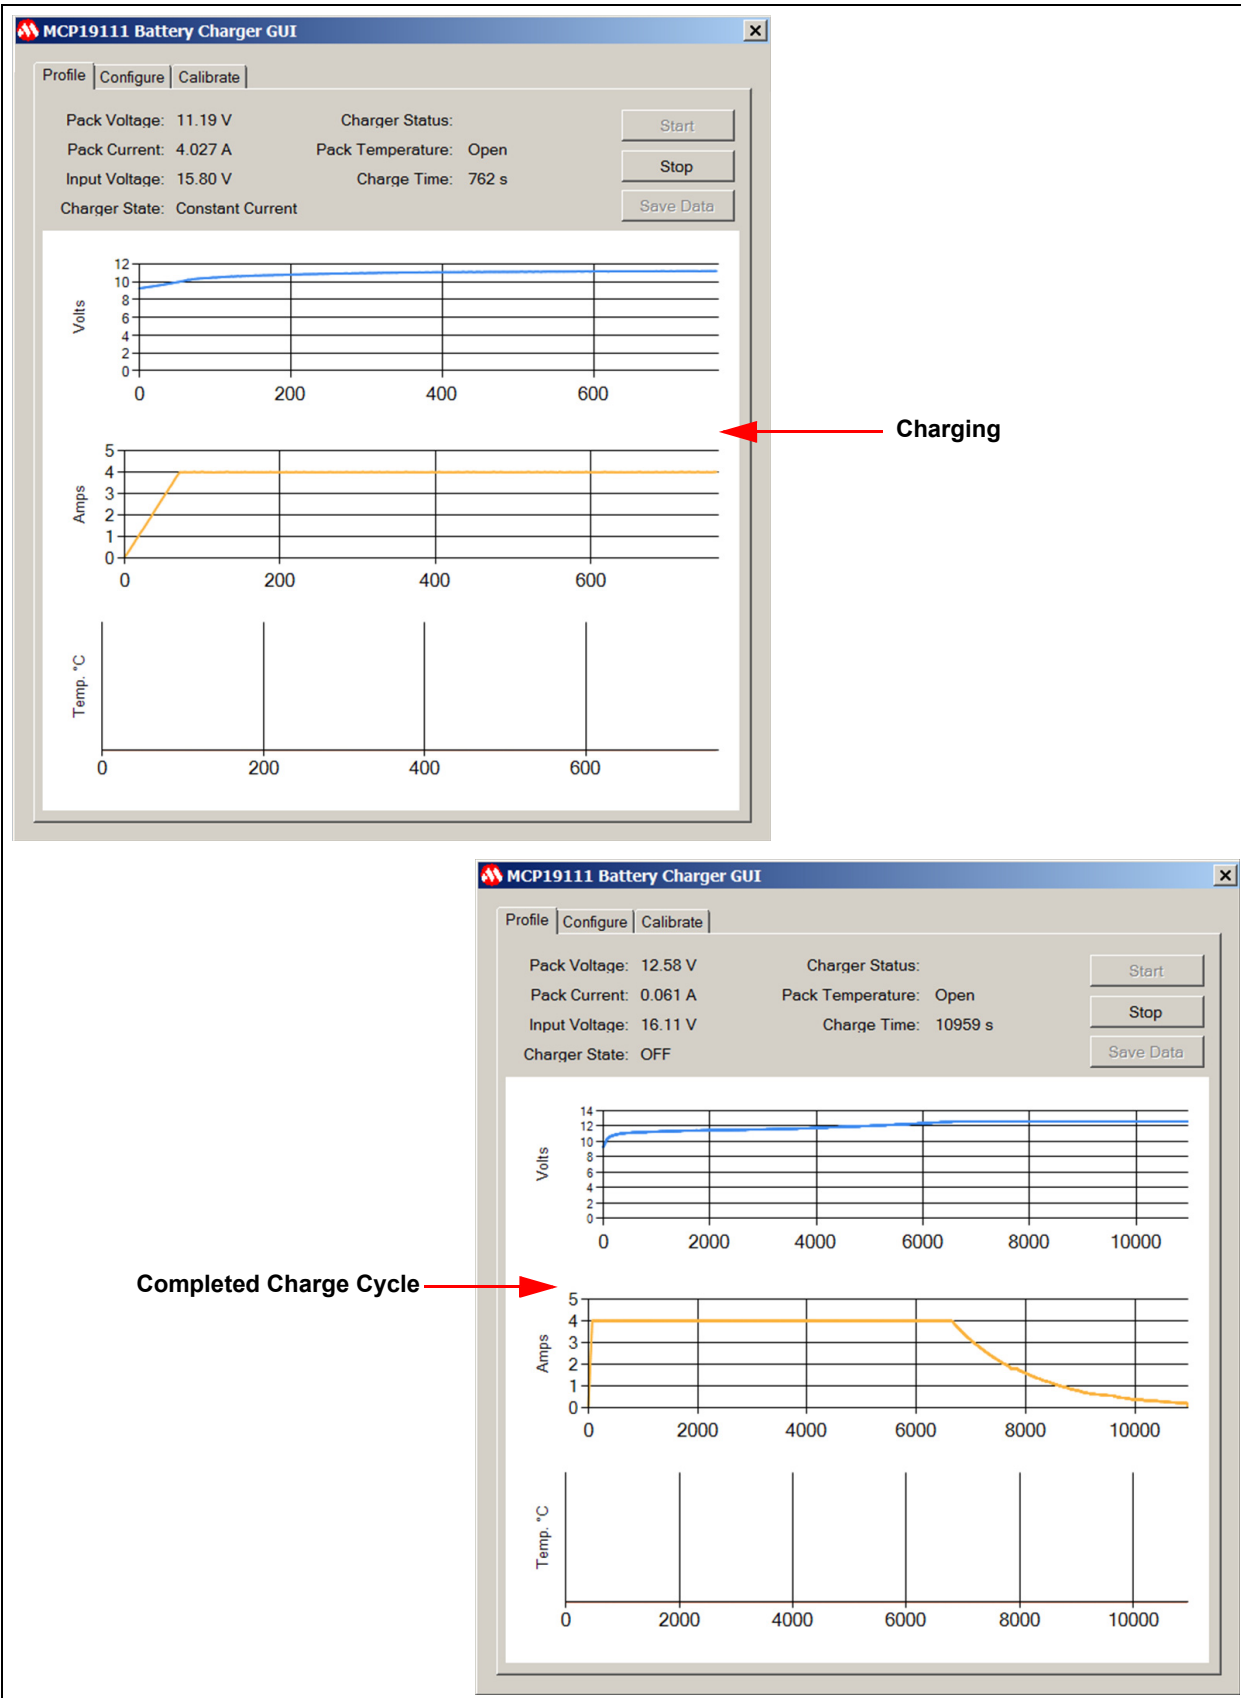 MCP19111 Battery Charger GUI
Profile Configure Calibrate
Pack Voltage: 11.19 V Charger Status: Start
Pack Current: 4.027 A Pack Temperature: Open Stop
Input Voltage: 15.80 V Charge Time: 762 s
Charger State: Constant Current Save Data
12
10
8
6
4
2
0
Volts
0 200 400 600
Charging
5
4
3
2
1
0
Amps
0 200 400 600
Temp. °C
0 200 400 600
MCP19111 Battery Charger GUI
Profile Configure Calibrate
Pack Voltage: 12.58 V Charger Status: Start
Pack Current: 0.061 A Pack Temperature: Open Stop
Input Voltage: 16.11 V Charge Time: 10959 s
Charger State: OFF Save Data
14
12
10
8
6
4
2
0
Volts
0 2000 4000 6000 8000 10000
Completed Charge Cycle
5
4
3
2
1
0
Amps
0 2000 4000 6000 8000 10000
Temp. °C
0 2000 4000 6000 8000 10000